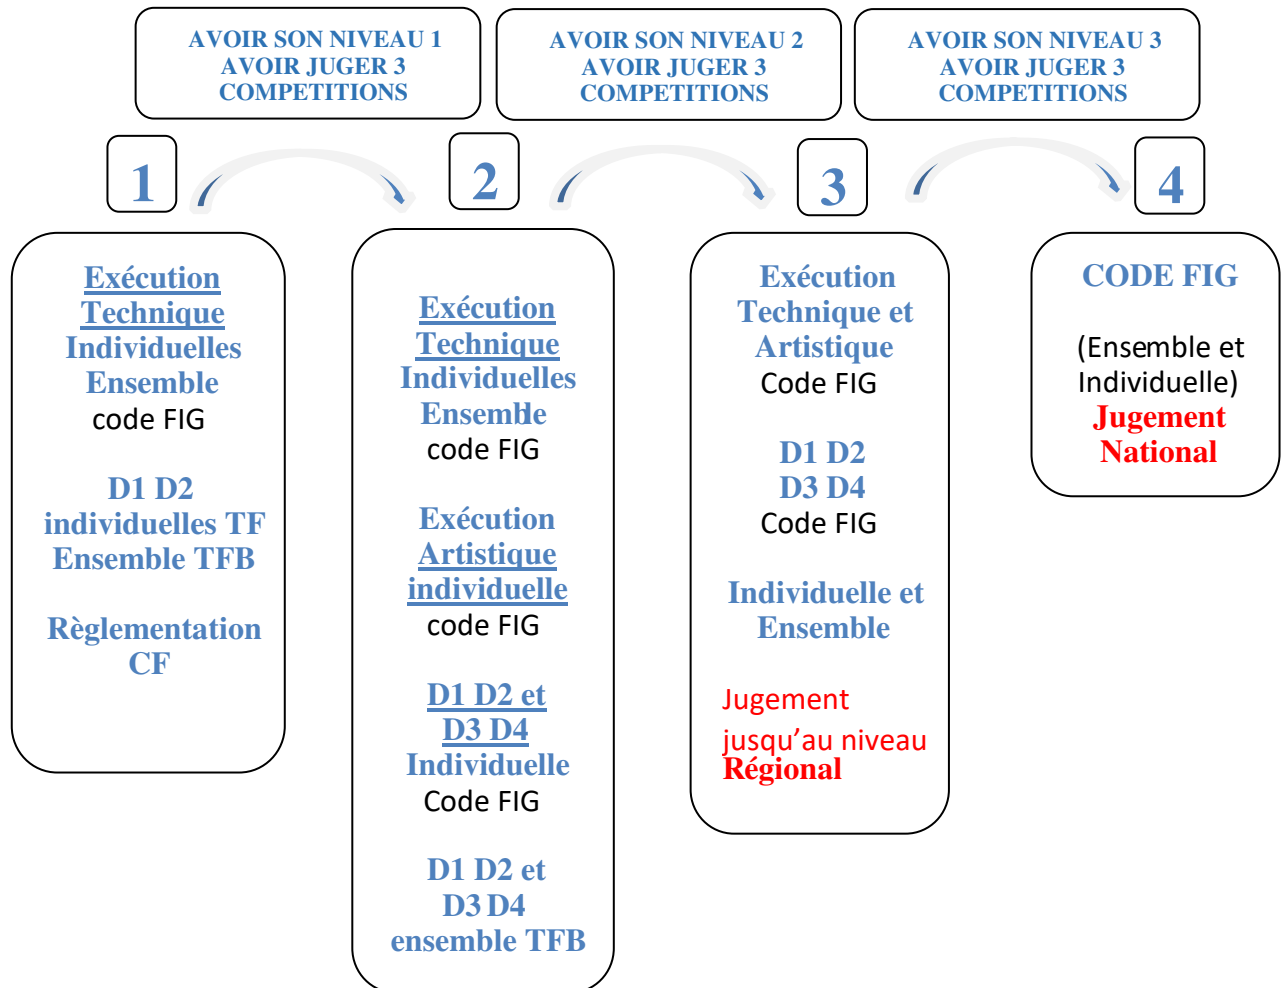 AVOIR SON NIVEAU 1
AVOIR JUGER 3
COMPETITIONS
AVOIR SON NIVEAU 2
AVOIR JUGER 3
COMPETITIONS
AVOIR SON NIVEAU 3
AVOIR JUGER 3
COMPETITIONS
1
2
3
4
Exécution
Technique
Individuelles
Ensemble
code FIG
D1 D2
individuelles TF
Ensemble TFB
Règlementation
CF
Exécution
Technique
Individuelles
Ensemble
code FIG
Exécution
Artistique
individuelle
code FIG
D1 D2 et
D3 D4
Individuelle
Code FIG
D1 D2 et
D3 D4
ensemble TFB
Exécution
Technique et
Artistique
Code FIG
D1 D2
D3 D4
Code FIG
Individuelle et
Ensemble
Jugement
jusqu’au niveau
Régional
CODE FIG
(Ensemble et
Individuelle)
Jugement
National